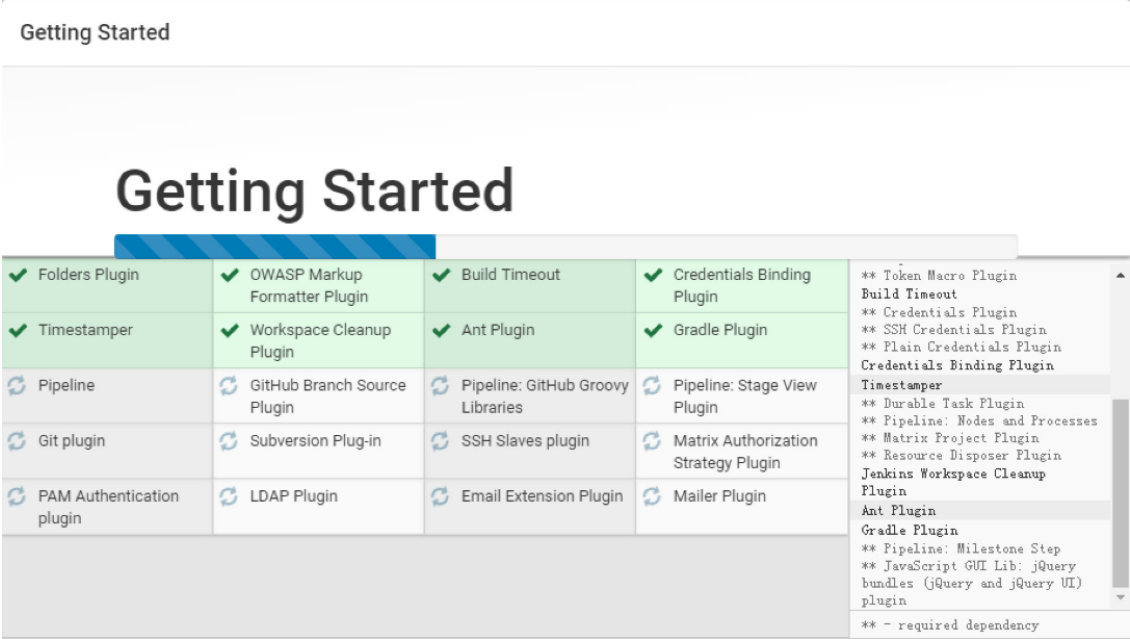 Getting Started
Getting Started
Folders Plugin
OWASP Markup
Formatter Plugin
Build Timeout
Credentials Binding
Plugin
Timestamper
Workspace Cleanup
Plugin
Ant Plugin
Gradle Plugin
Pipeline
GitHub Branch Source
Plugin
Pipeline: GitHub Groovy
Libraries
Pipeline: Stage View
Plugin
Git plugin
Subversion Plug-in
SSH Slaves plugin
Matrix Authorization
Strategy Plugin
PAM Authentication
plugin
LDAP Plugin
Email Extension Plugin
Mailer Plugin
** Token Macro Plugin
Build Timeout
** Credentials Plugin
** SSH Credentials Plugin
** Plain Credentials Plugin
Credentials Binding Plugin
Timestamper
** Durable Task Plugin
** Pipeline: Nodes and Processes
** Matrix Project Plugin
** Resource Disposer Plugin
Jenkins Workspace Cleanup
Plugin
Ant Plugin
Gradle Plugin
** Pipeline: Milestone Step
** JavaScript GUI Lib: jQuery
bundles (jQuery and jQuery UI)
plugin
** - required dependency